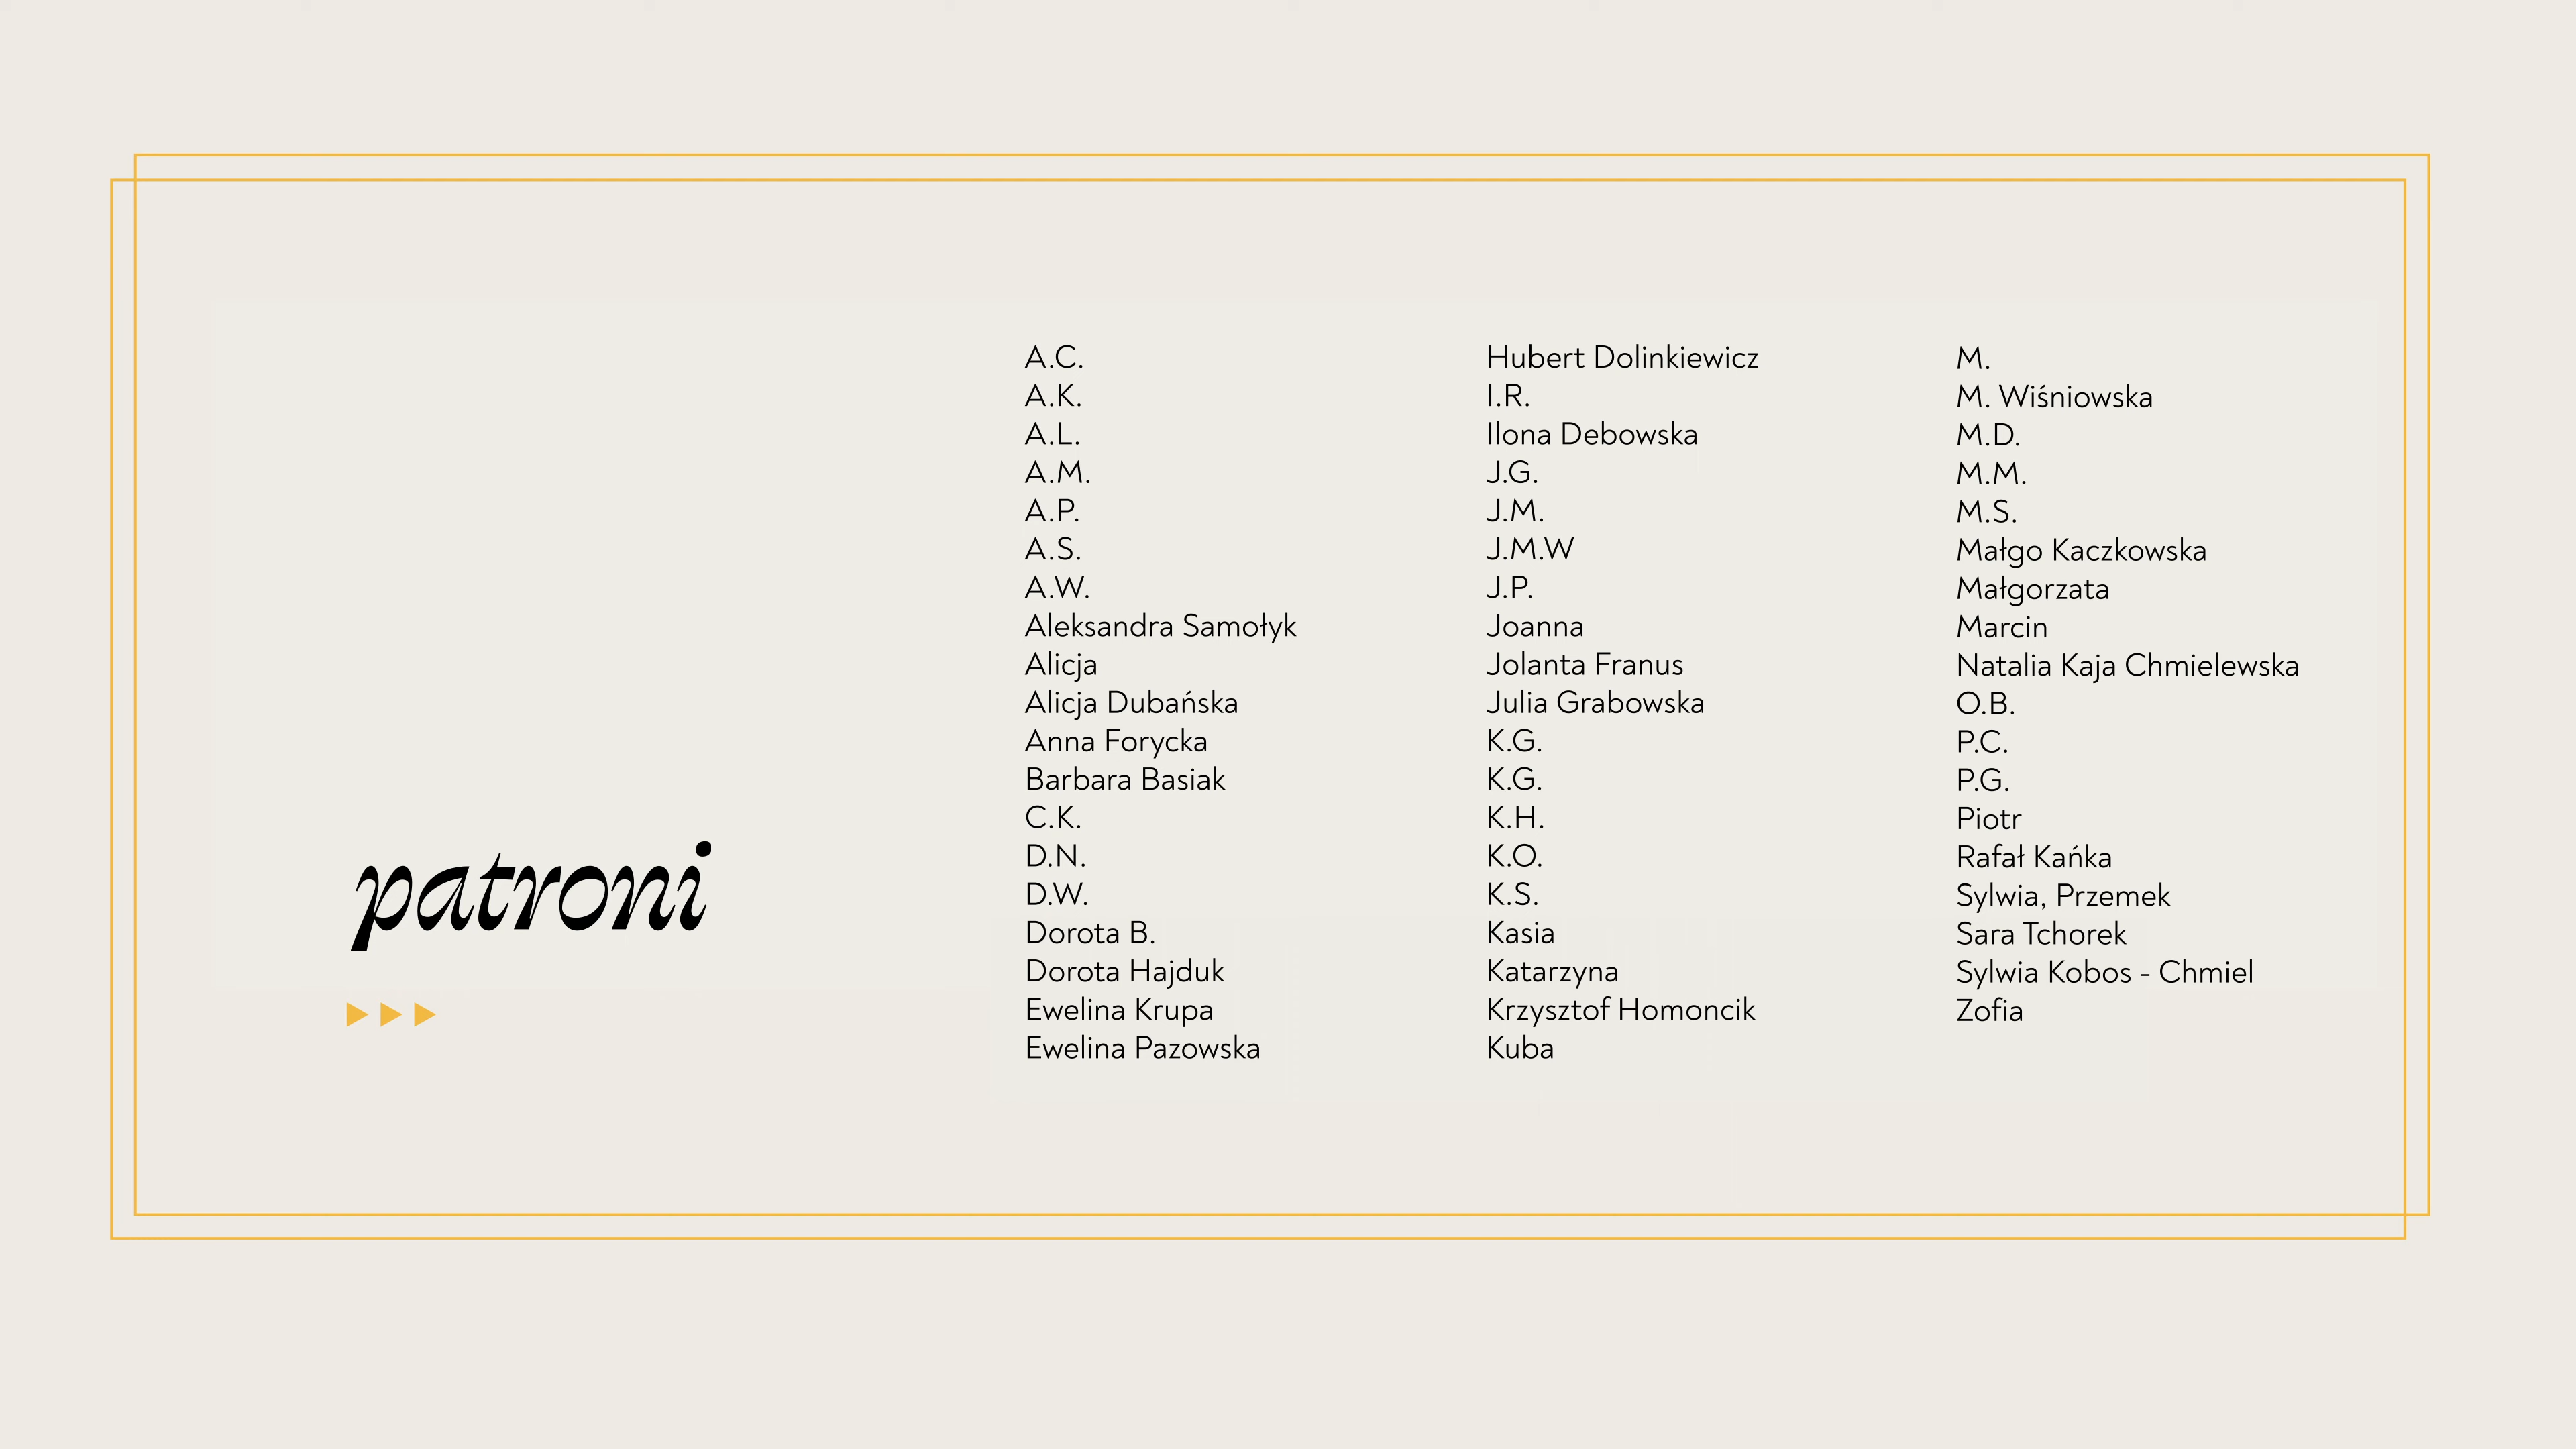 patroni
A.C.
A.K.
A.L.
A.M.
A.P.
A.S.
A.W.
Aleksandra Samołyk
Alicja
Alicja Dubańska
Anna Forycka
Barbara Basiak
C.K.
D.N.
D.W.
Dorota B.
Dorota Hajduk
Ewelina Krupa
Ewelina Pazowska
Hubert Dolinkiewicz
I.R.
Ilona Debowska
J.G.
J.M.
J.M.W
J.P.
Joanna
Jolanta Franus
Julia Grabowska
K.G.
K.G.
K.H.
K.O.
K.S.
Kasia
Katarzyna
Krzysztof Homoncik
Kuba
M.
M. Wiśniowska
M.D.
M.M.
M.S.
Małgo Kaczkowska
Małgorzata
Marcin
Natalia Kaja Chmielewska
O.B.
P.C.
P.G.
Piotr
Rafał Kańka
Sylwia, Przemek
Sara Tchorek
Sylwia Kobos - Chmiel
Zofia